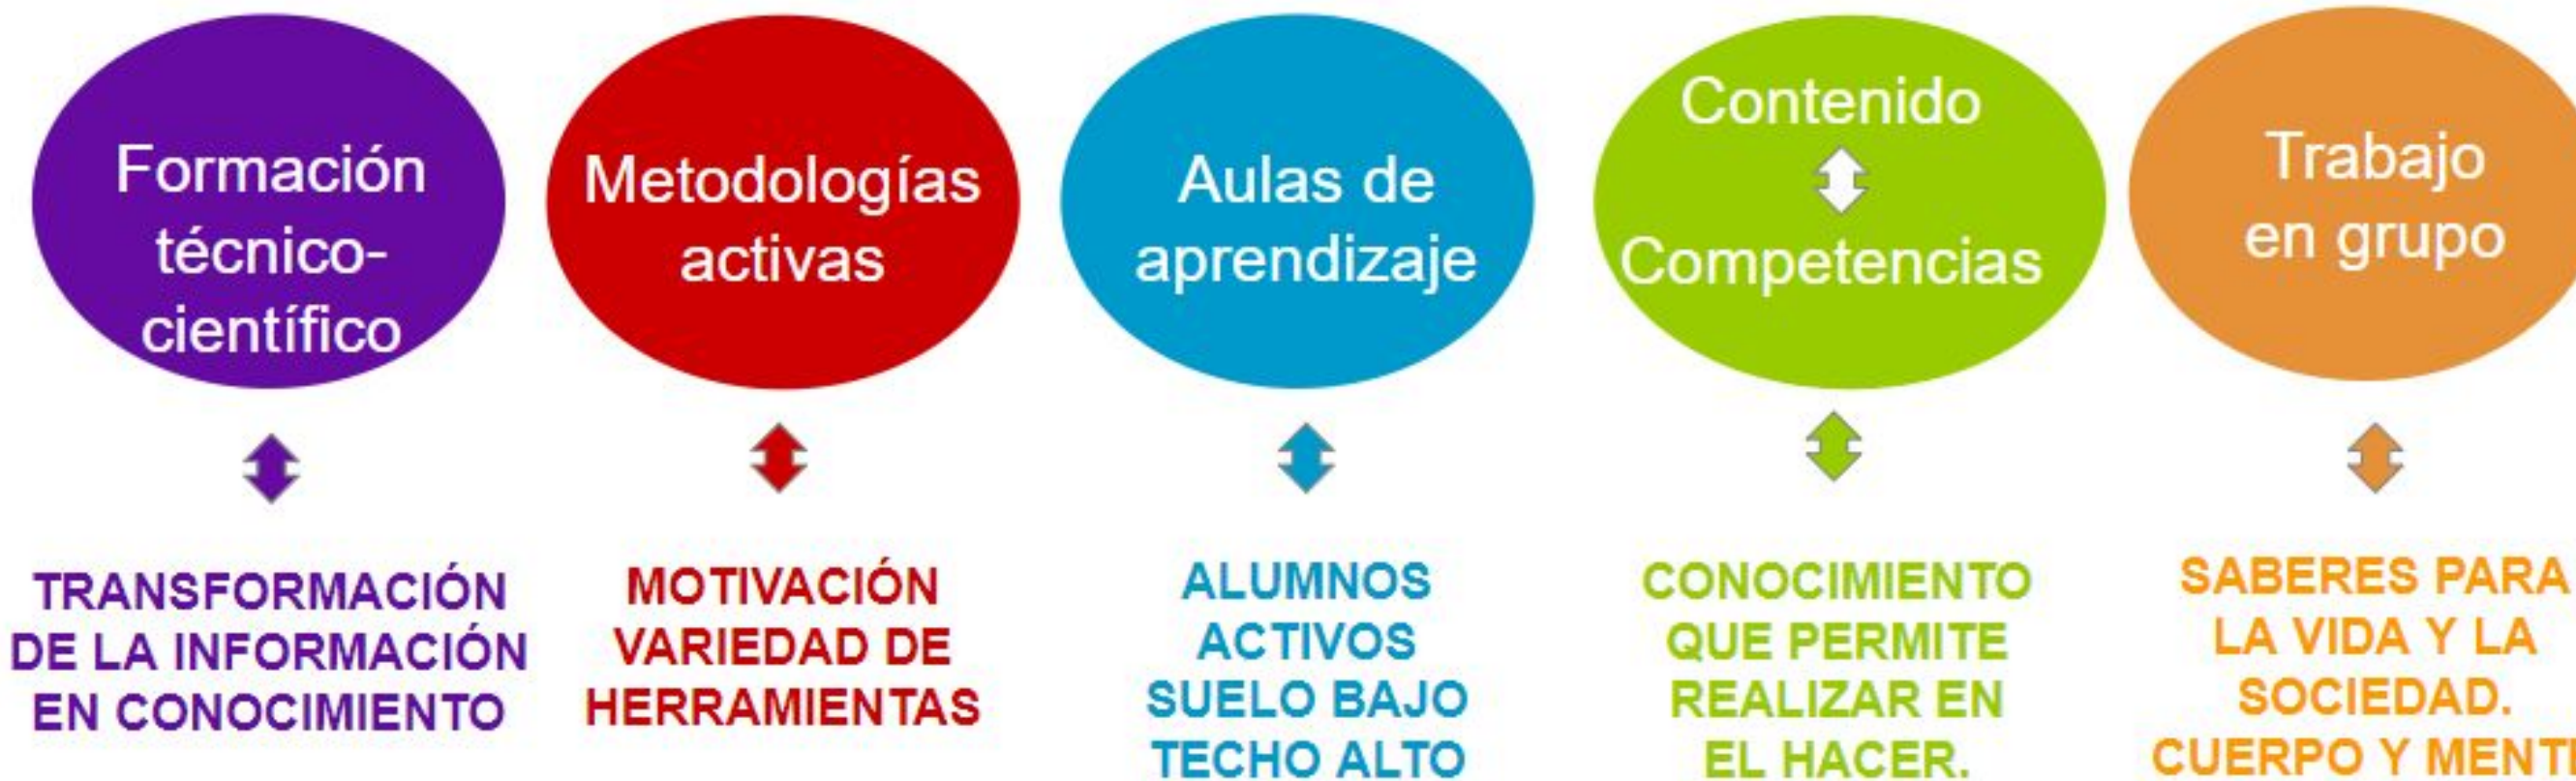 Formación
técnico-
científico
Metodologías
activas
Aulas de
aprendizaje
Contenido
Competencias
Trabajo
en grupo
TRANSFORMACIÓN
DE LA INFORMACIÓN
EN CONOCIMIENTO
MOTIVACIÓN
VARIEDAD DE
HERRAMIENTAS
ALUMNOS
ACTIVOS
SUELO BAJO
TECHO ALTO
CONOCIMIENTO
QUE PERMITE
REALIZAR EN
EL HACER.
SABERES PARA
LA VIDA Y LA
SOCIEDAD.
CUERPO Y MENTE